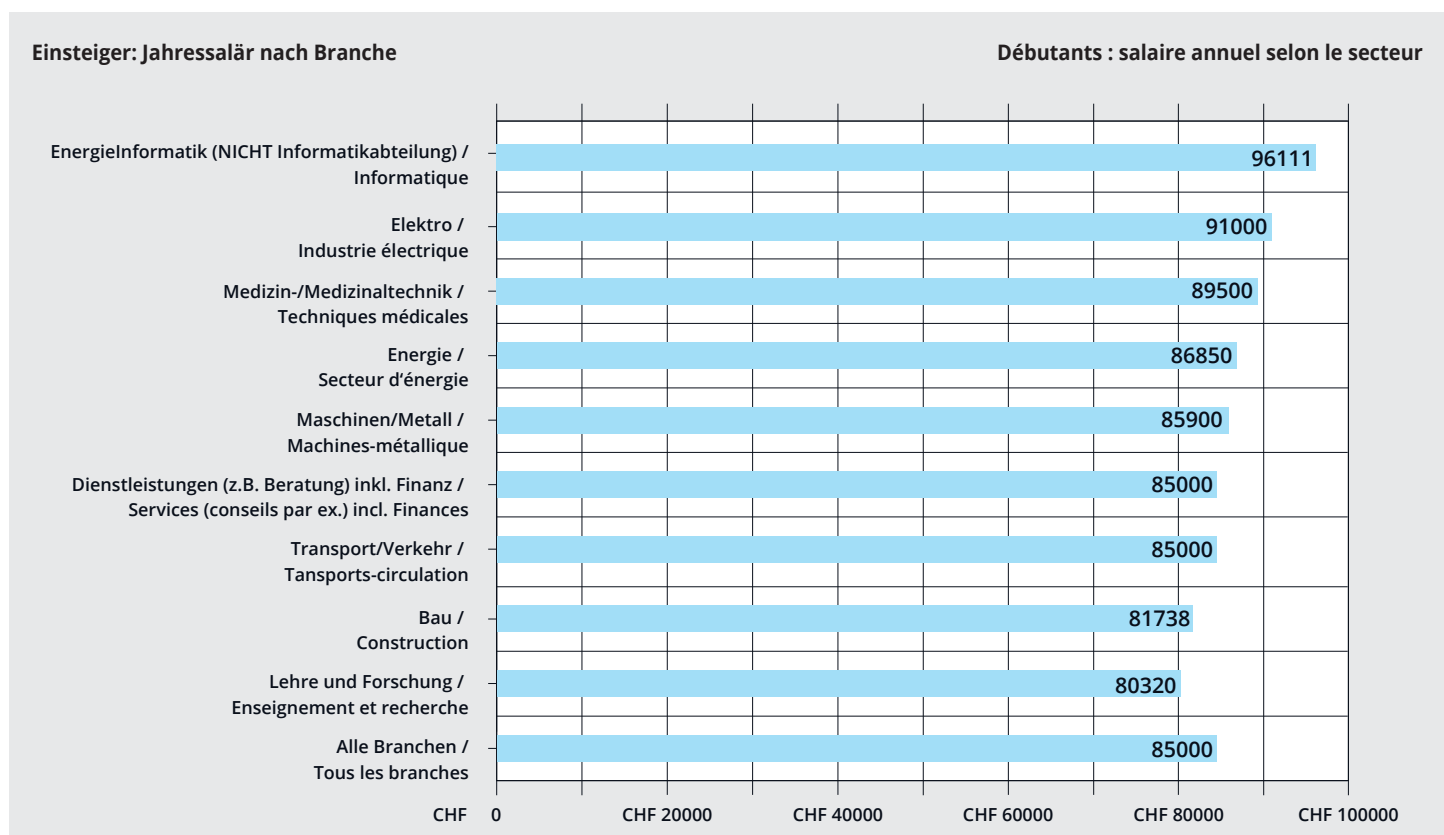 Einsteiger: Jahressalär nach Branche
Débutants : salaire annuel selon le secteur
EnergieInformatik (NICHT Informatikabteilung) /
Informatique
96111
Elektro /
Industrie électrique
91000
Medizin-/Medizinaltechnik /
Techniques médicales
89500
Energie /
Secteur d‘énergie
86850
Maschinen/Metall /
Machines-métallique
85900
Dienstleistungen (z.B. Beratung) inkl. Finanz /
Services (conseils par ex.) incl. Finances
85000
Transport/Verkehr /
Tansports-circulation
85000
Bau /
Construction
81738
Lehre und Forschung /
Enseignement et recherche
80320
Alle Branchen /
Tous les branches
85000
CHF 0 CHF 20000 CHF 40000 CHF 60000 CHF 80000 CHF 100000